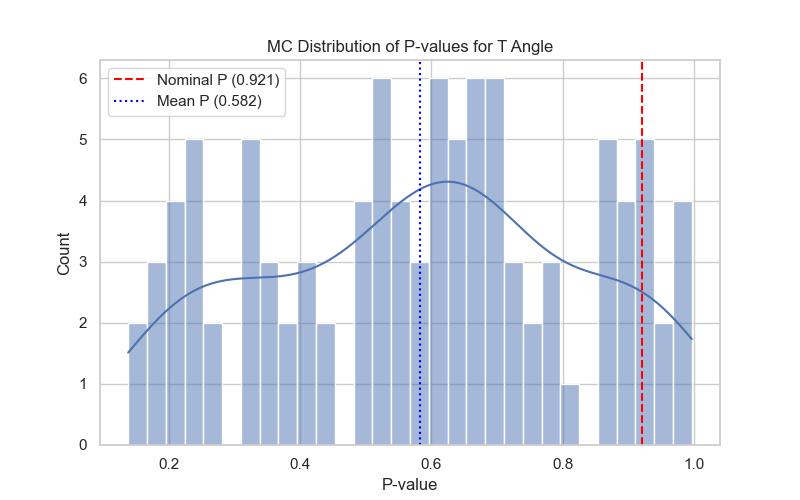 MC Distribution of P-values for T Angle
Nominal P (0.921)
Mean P (0.582)
6
5
4
3
2
1
0
Count
0.2 0.4 0.6 0.8 1.0
P-value